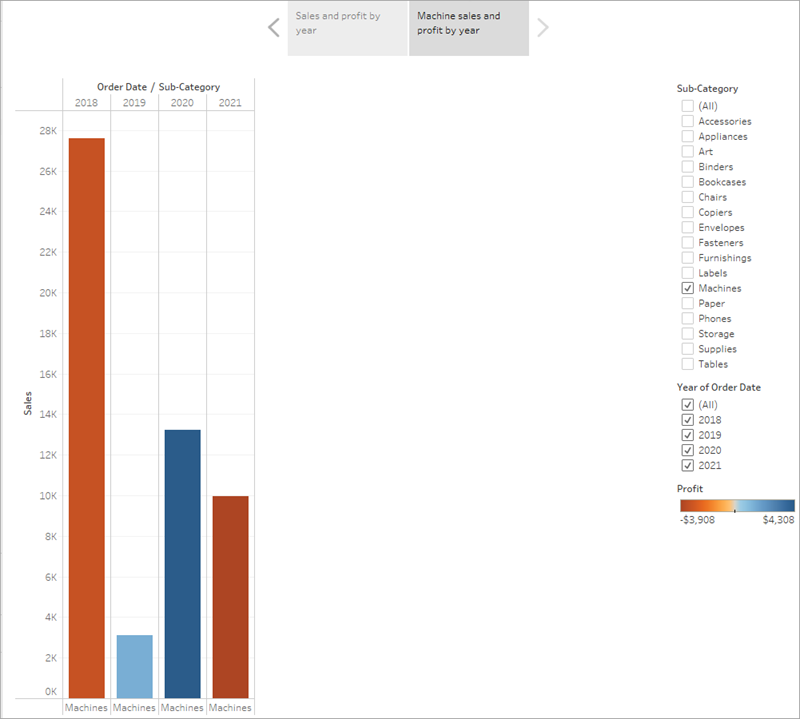 Sales and profit by
year
Machine sales and
profit by year
Order Date / Sub-Category
2018 2019 2020 2021
28K
26K
24K
22K
20K
18K
16K
14K
12K
10K
8K
6K
4K
2K
0K
Sales
Machines Machines Machines Machines
Sub-Category
(All)
Accessories
Appliances
Art
Binders
Bookcases
Chairs
Copiers
Envelopes
Fasteners
Furnishings
Labels
Machines
Paper
Phones
Storage
Supplies
Tables
Year of Order Date
(All)
2018
2019
2020
2021
Profit
-$3,908 $4,308